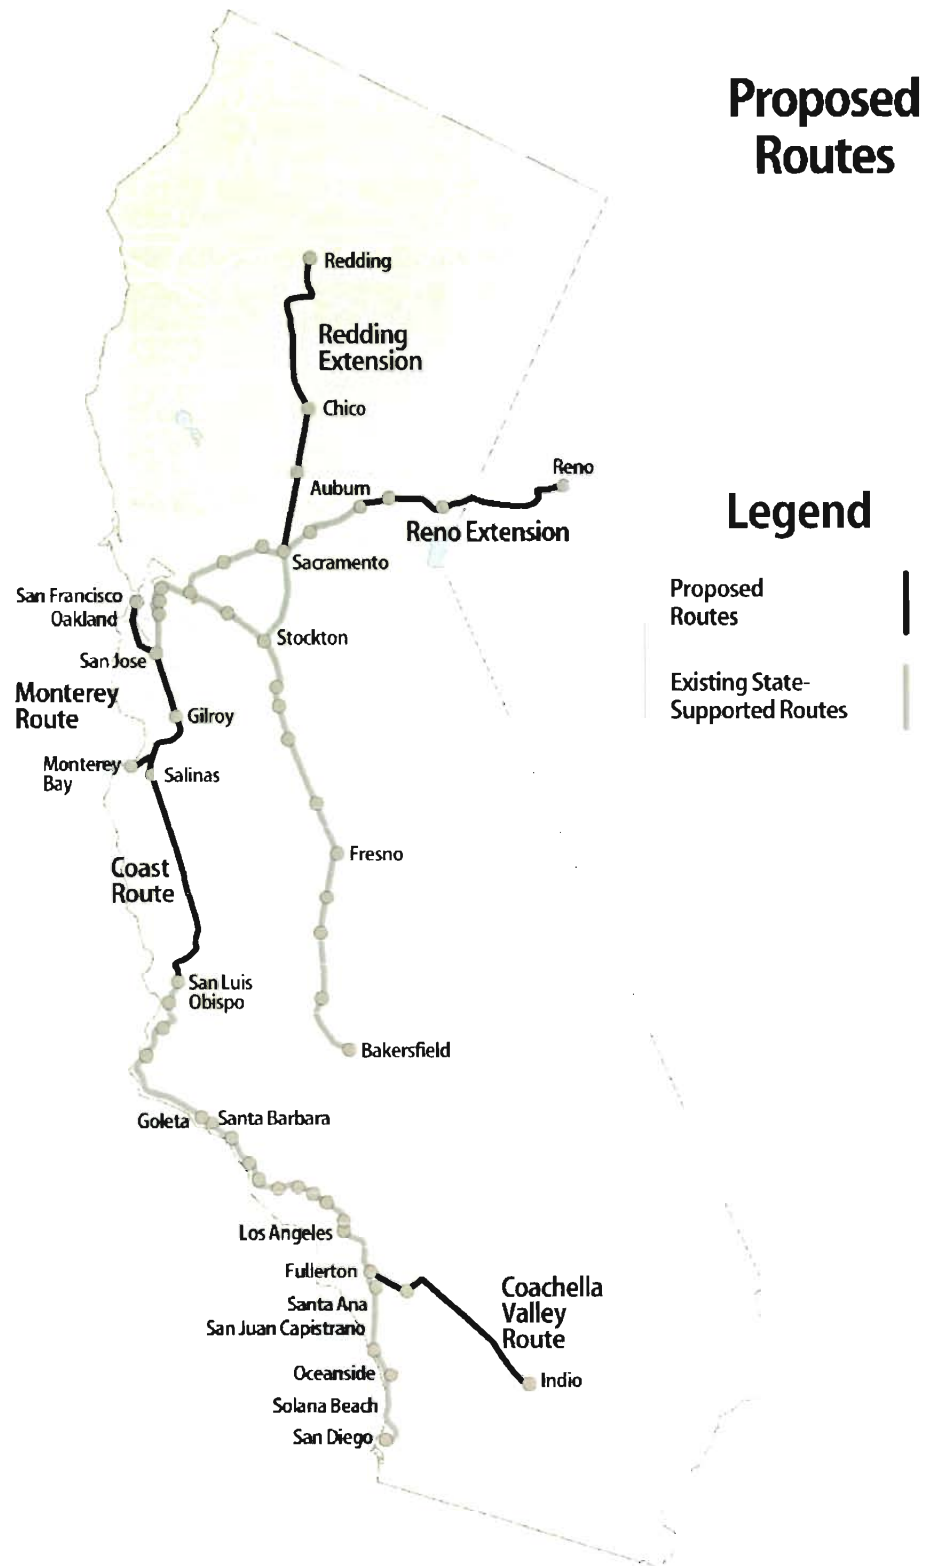 Proposed
Routes
Redding
Redding
Extension
Chico
Reno
Auburn
Reno Extension
Legend
Sacramento
Proposed
Routes
San Francisco
Oakland
Stockton
San Jose
Existing State-
Supported Routes
Monterey
Route
Gilroy
Monterey
Bay
Salinas
Fresno
Coast
Route
San Luis
Obispo
Bakersfield
Goleta
Santa Barbara
Los Angeles
Fullerton
Coachella
Valley
Route
Santa Ana
San Juan Capistrano
Oceanside
Indio
Solana Beach
San Diego